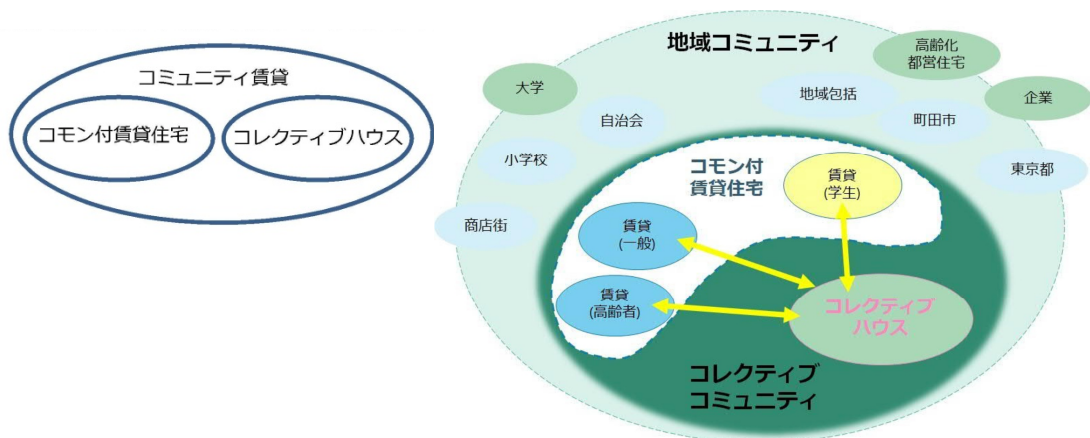 コミュニティ賃貸
コモン付賃貸住宅
コレクティブハウス
地域コミュニティ
高齢化
都営住宅
大学
地域包括
企業
自治会
町田市
小学校
コモン付
賃貸住宅
賃貸
(学生)
東京都
商店街
賃貸
(一般)
賃貸
(高齢者)
コレクティブ
ハウス
コレクティブ
コミュニティ